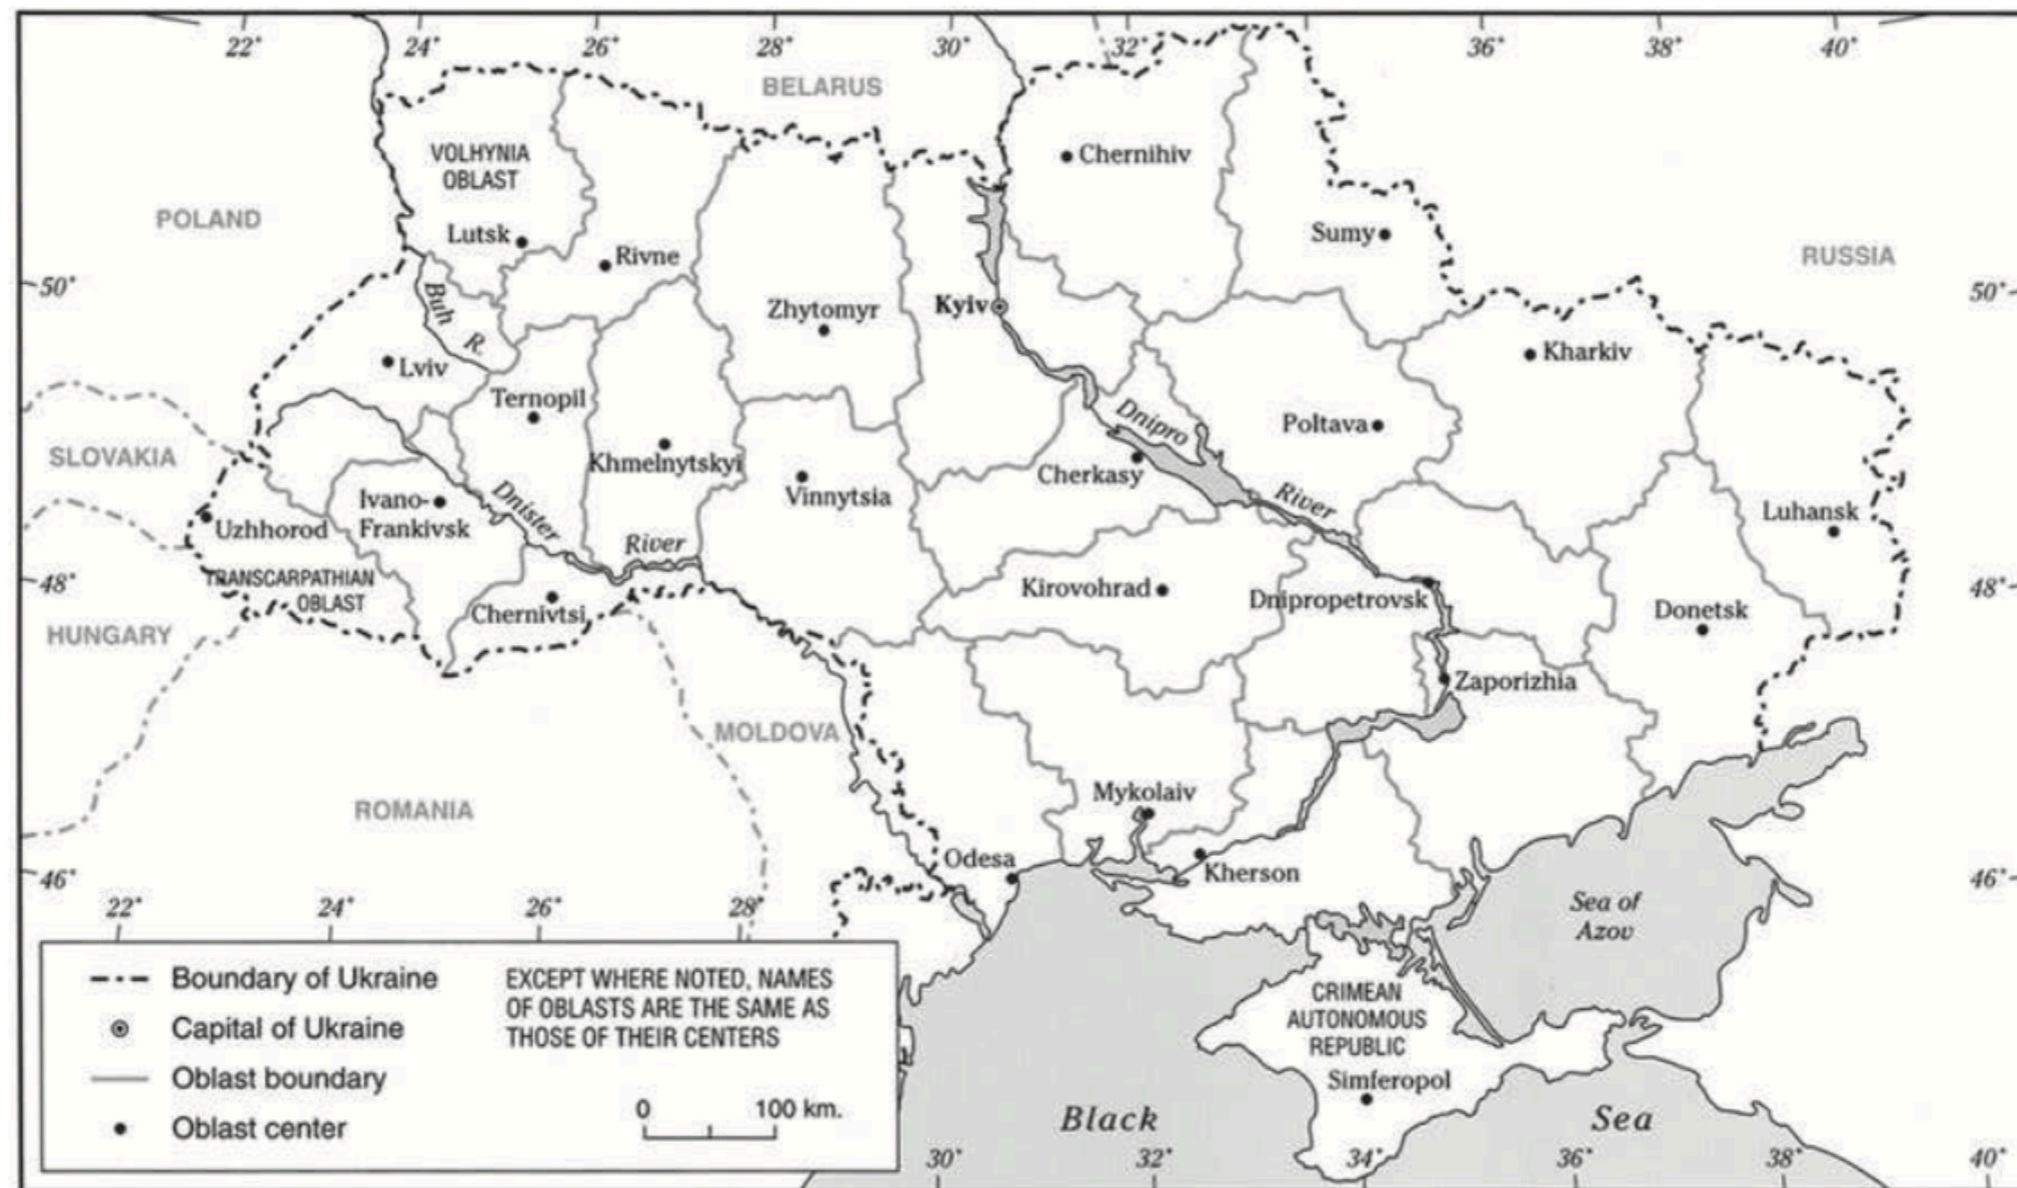 22° 24° 26° 28° 30° 32° 36° 38° 40°
BELARUS
Chernihiv
VOLHYNIA
OBLAST
POLAND
Lutsk
Sumy
Rivne
RUSSIA
50°
50°
Buh
R.
Kyiv
Zhytomyr
Lviv
Kharkiv
Ternopil
Dnipro
Poltava
SLOVAKIA
Khmelnytskyi
Cherkasy
Vinnytsia
Ivano-
Frankivsk
Dnister
River
River
Luhansk
Uzhhorod
48°
TRANSCARPATHIAN
OBLAST
Chernivtsi
Kirovohrad
Dnipropetrovsk
48°
Donetsk
HUNGARY
Zaporizhia
MOLDOVA
ROMANIA
Mykolaiv
Odesa
Kherson
46°
46°
22° 24° 26° 28°
Sea of
Azov
Boundary of Ukraine
Capital of Ukraine
Oblast boundary
Oblast center
EXCEPT WHERE NOTED, NAMES
OF OBLASTS ARE THE SAME AS
THOSE OF THEIR CENTERS
0 100 km.
CRIMEAN
AUTONOMOUS
REPUBLIC
Simferopol
Black Sea
30° 32° 34° 36° 38° 40°